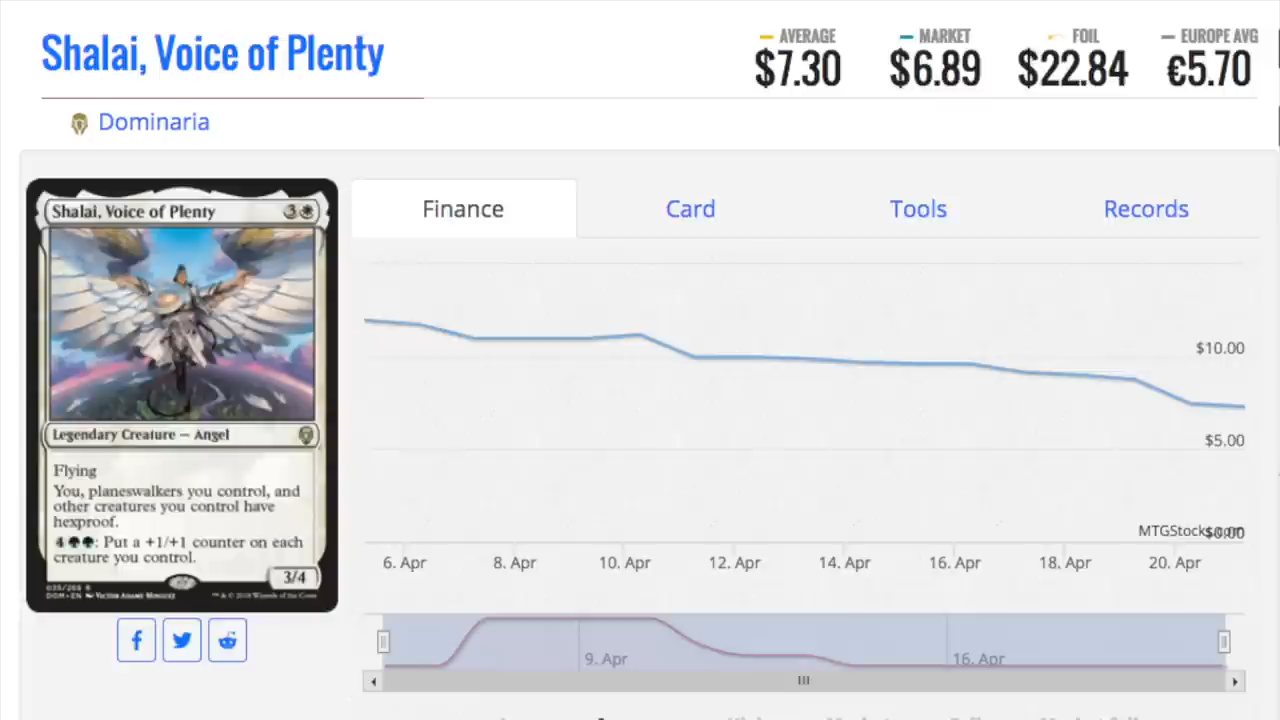 Shalai, Voice of Plenty
AVERAGE
$7.30
MARKET
$6.89
FOIL
$22.84
EUROPE AVG
€5.70
Dominaria
Shalai, Voice of Plenty 3
Legendary Creature — Angel
Flying
You, planeswalkers you control, and
other creatures you control have
hexproof.
4: Put a +1/+1 counter on each
creature you control.
3/4
Finance
Card
Tools
Records
$10.00
$5.00
$0.00
MTGStocks.com
6. Apr
8. Apr
10. Apr
12. Apr
14. Apr
16. Apr
18. Apr
20. Apr
9. Apr
16. Apr